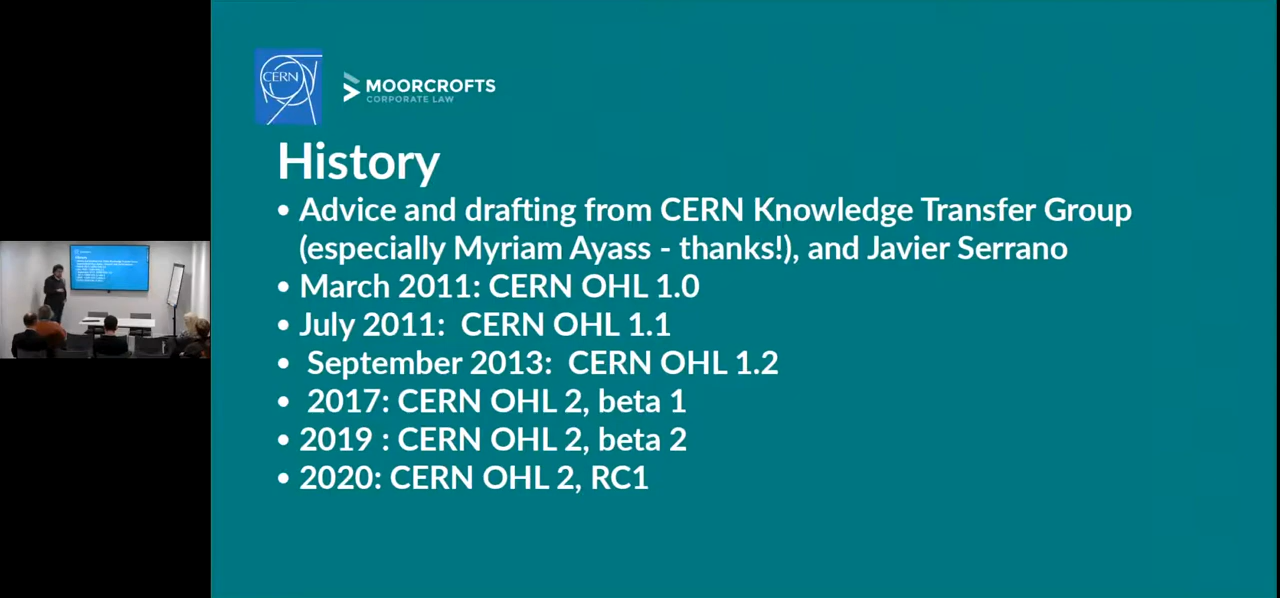 CERN
MOORCROFTS
CORPORATE LAW
History
• Advice and drafting from CERN Knowledge Transfer Group
(especially Myriam Ayass - thanks!), and Javier Serrano
• March 2011: CERN OHL 1.0
• July 2011:  CERN OHL 1.1
•  September 2013:  CERN OHL 1.2
•  2017: CERN OHL 2, beta 1
• 2019 : CERN OHL 2, beta 2
• 2020: CERN OHL 2, RC1